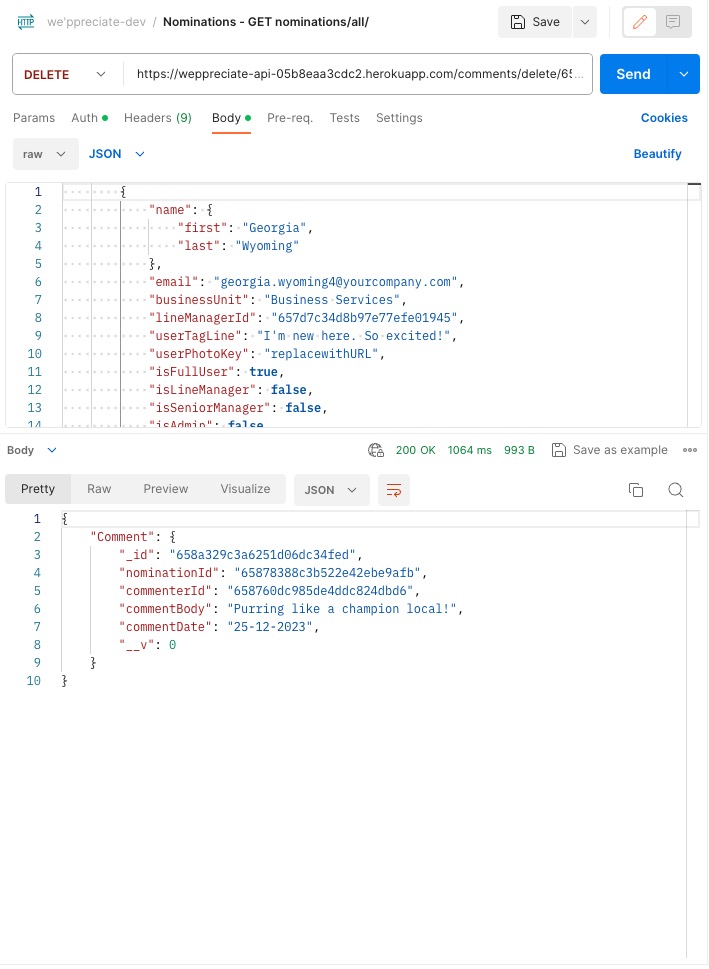 HTTP we'ppreciate-dev / Nominations - GET nominations/all/ Save
DELETE https://weppreciate-api-05b8eaa3cdc2.herokuapp.com/comments/delete/65... Send
Params Auth Headers (9) Body Pre-req. Tests Settings Cookies
raw JSON Beautify
1 {
2 "name": {
3 "first": "Georgia",
4 "last": "Wyoming"
5 },
6 "email": "georgia.wyoming4@yourcompany.com",
7 "businessUnit": "Business Services",
8 "lineManagerId": "657d7c34d8b97e77efe01945",
9 "userTagLine": "I'm new here. So excited!",
10 "userPhotoKey": "replacewithURL",
11 "isFullUser": true,
12 "isLineManager": false,
13 "isSeniorManager": false,
14 "isAdmin": false
Body 200 OK 1064 ms 993 B Save as example
Pretty Raw Preview Visualize JSON
1 {
2 "Comment": {
3 "_id": "658a329c3a6251d06dc34fed",
4 "nominationId": "65878388c3b522e42ebe9afb",
5 "commenterId": "658760dc985de4ddc824dbd6",
6 "commentBody": "Purring like a champion local!",
7 "commentDate": "25-12-2023",
8 "__v": 0
9 }
10 }